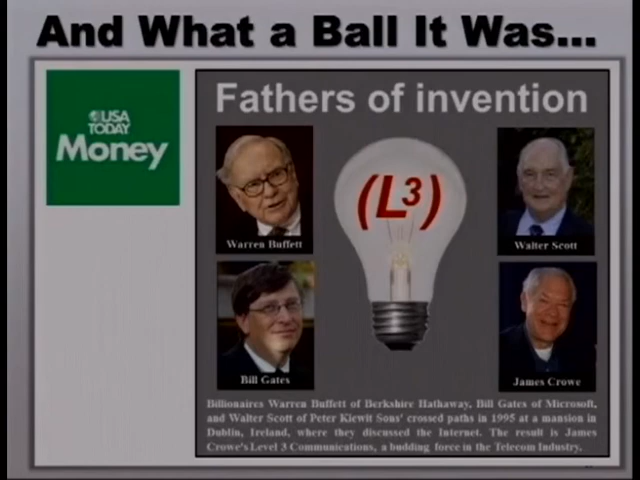 And What a Ball It Was...
USA
TODAY
Money
Fathers of invention
(L³)
Warren Buffett
Walter Scott
Bill Gates
James Crowe
Billionaires Warren Buffett of Berkshire Hathaway, Bill Gates of Microsoft,
and Walter Scott of Peter Kiewit Sons' crossed paths in 1995 at a mansion in
Dublin, Ireland, where they discussed the Internet. The result is James
Crowe's Level 3 Communications, a budding force in the Telecom Industry.